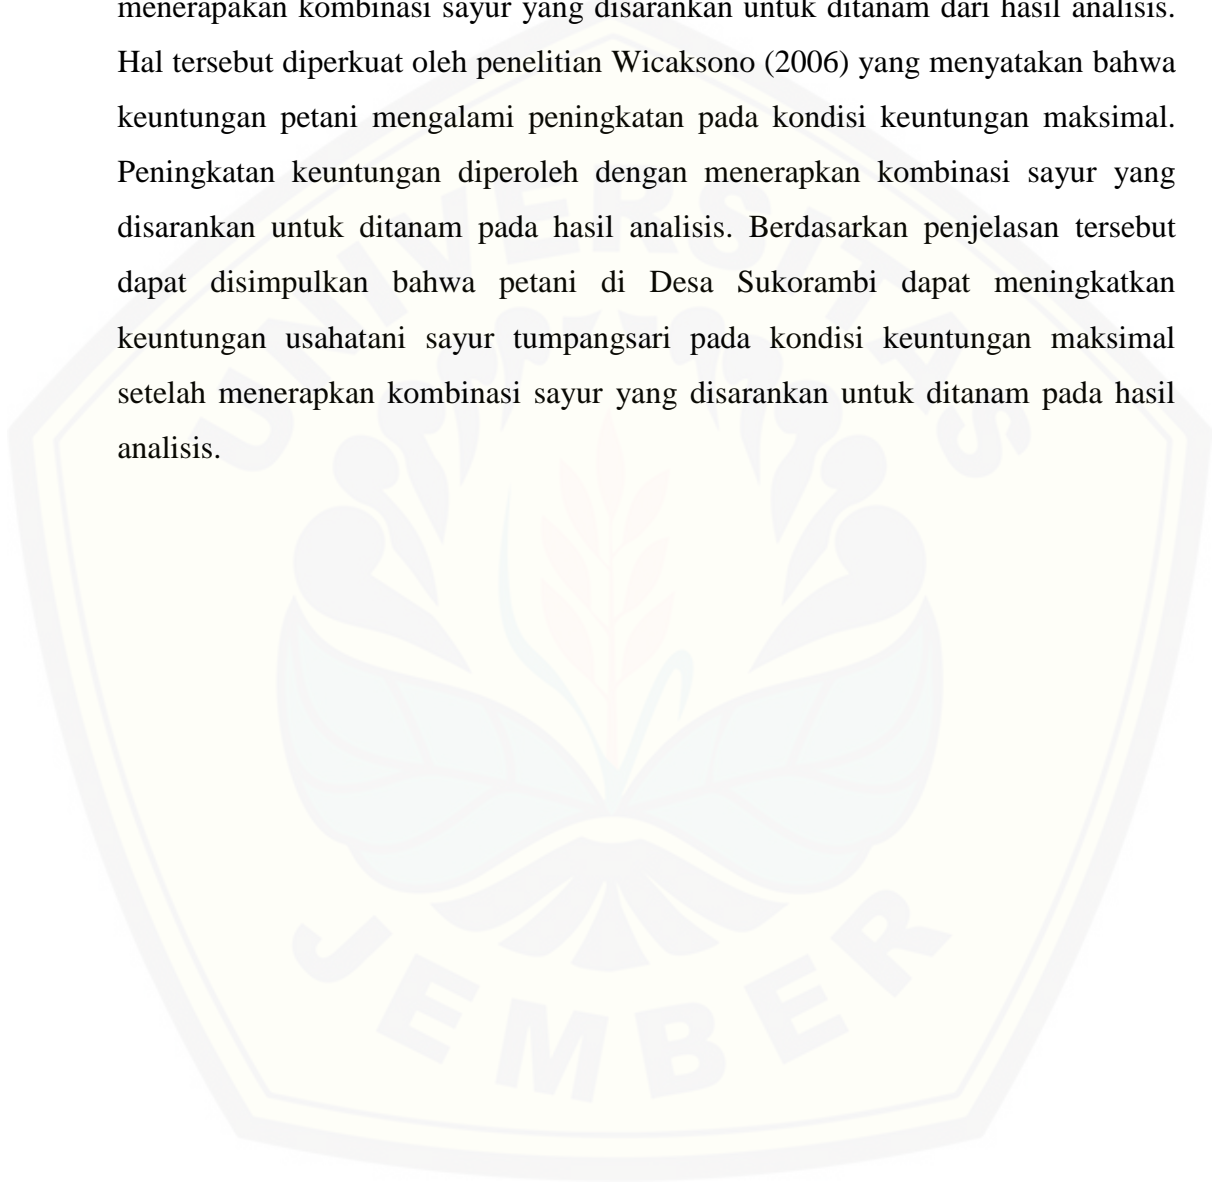 menerapakan kombinasi sayur yang disarankan untuk ditanam dari hasil analisis.
Hal tersebut diperkuat oleh penelitian Wicaksono (2006) yang menyatakan bahwa
keuntungan petani mengalami peningkatan pada kondisi keuntungan maksimal.
Peningkatan keuntungan diperoleh dengan menerapkan kombinasi sayur yang
disarankan untuk ditanam pada hasil analisis. Berdasarkan penjelasan tersebut
dapat disimpulkan bahwa petani di Desa Sukorambi dapat meningkatkan
keuntungan usahatani sayur tumpangsari pada kondisi keuntungan maksimal
setelah menerapkan kombinasi sayur yang disarankan untuk ditanam pada hasil
analisis.
UNIVERSITAS
JEMBER